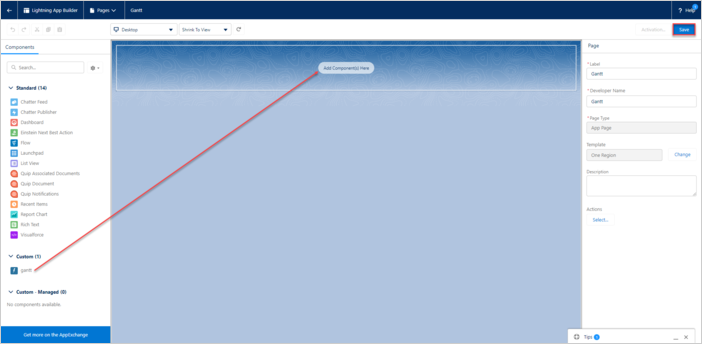 Lightning App Builder
Pages
Gantt
? Help
Desktop
Shrink To View
Activation...
Save
Components
Search...
Standard (14)
Chatter Feed
Chatter Publisher
Dashboard
Einstein Next Best Action
Flow
Launchpad
List View
Quip Associated Documents
Quip Document
Quip Notifications
Recent Items
Report Chart
Rich Text
Visualforce
Custom (1)
gantt
Custom - Managed (0)
No components available.
Get more on the AppExchange
Add Component(s) Here
Page
*Label
Gantt
*Developer Name
Gantt
*Page Type
App Page
Template
One Region
Change
Description
Actions
Select...
Tips